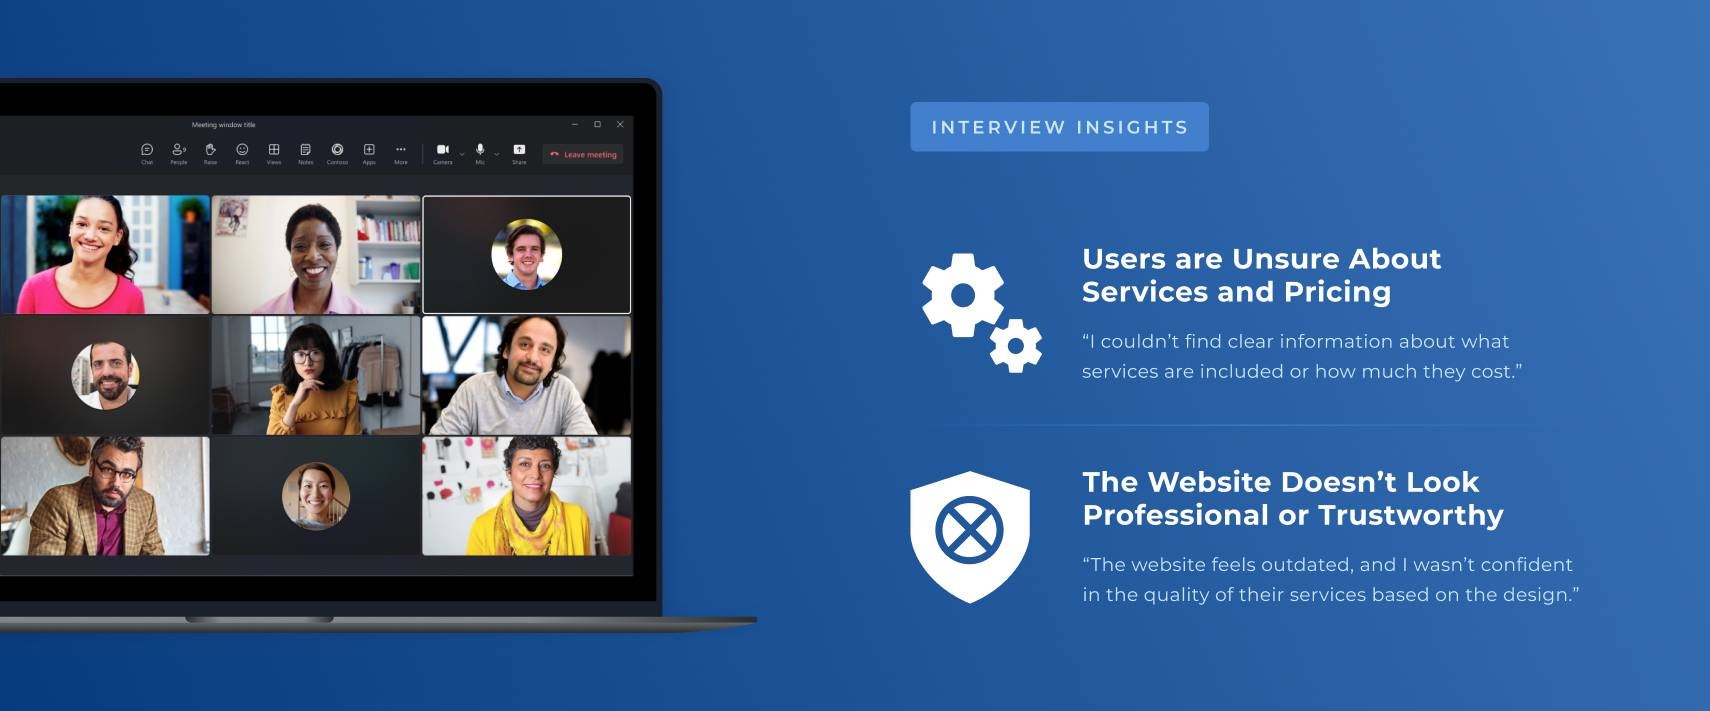 Meeting window title
Chat People 9 Raise React Views Notes Contoso Apps More Camera Mic Share Leave meeting
INTERVIEW INSIGHTS
Users are Unsure About
Services and Pricing
“I couldn’t find clear information about what
services are included or how much they cost.”
The Website Doesn’t Look
Professional or Trustworthy
“The website feels outdated, and I wasn’t confident
in the quality of their services based on the design.”